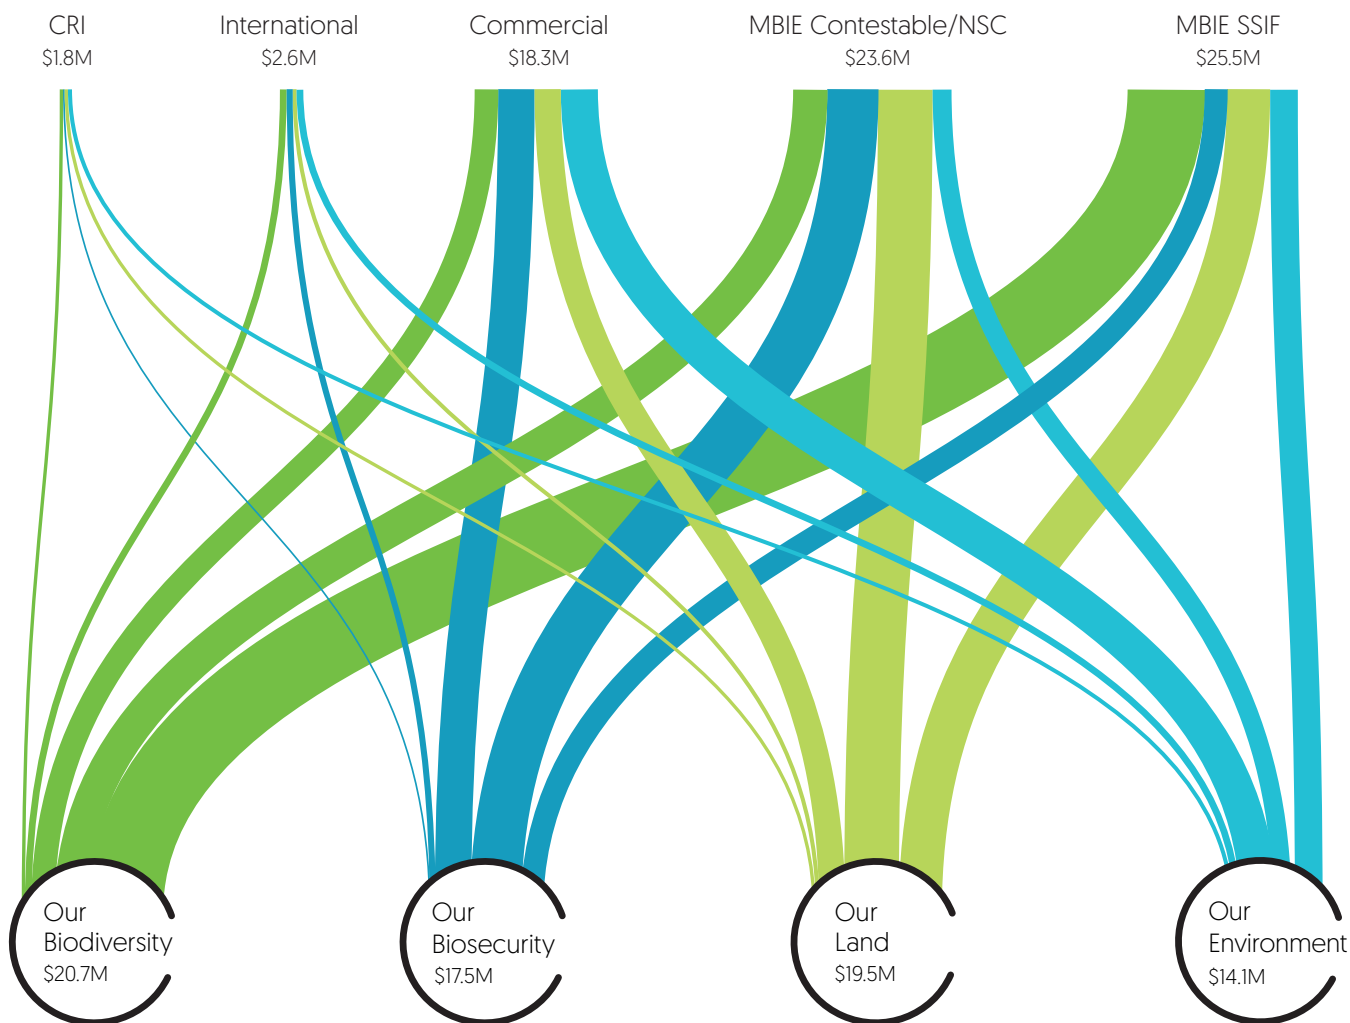 CRI
$1.8M
International
$2.6M
Commercial
$18.3M
MBIE Contestable/NSC
$23.6M
MBIE SSIF
$25.5M
Our
Biodiversity
$20.7M
Our
Biosecurity
$17.5M
Our
Land
$19.5M
Our
Environment
$14.1M